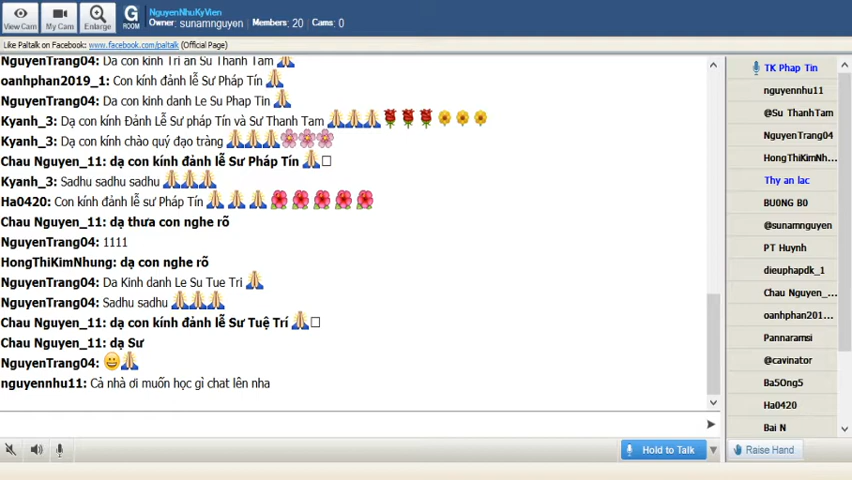 NguyenNhuKyVien
Owner: sunamnguyen Members: 20 Cams: 0
View Cam
My Cam
Enlarge
G
ROOM
Like Paltalk on Facebook: www.facebook.com/paltalk (Official Page)
NguyenTrang04: Da con kinh Tri an Su Thanh Tam
oanhphan2019_1: Con kính đảnh lễ Sư Pháp Tín
NguyenTrang04: Da con kinh danh Le Su Phap Tin
Kyanh_3: Dạ con kính Đảnh Lễ Sư pháp Tín và Sư Thanh Tam
Kyanh_3: Dạ con kính chào quý đạo tràng
Chau Nguyen_11: dạ con kính đảnh lễ Sư Pháp Tín
Kyanh_3: Sadhu sadhu sadhu
Ha0420: Con kính đảnh lễ sư Pháp Tín
Chau Nguyen_11: dạ thưa con nghe rõ
NguyenTrang04: 1111
HongThiKimNhung: dạ con nghe rõ
NguyenTrang04: Da Kinh danh Le Su Tue Tri
NguyenTrang04: Sadhu sadhu
Chau Nguyen_11: dạ con kính đảnh lễ Sư Tuệ Trí
Chau Nguyen_11: dạ Sư
NguyenTrang04:
nguyennhu11: Cả nhà ơi muốn học gì chat lên nha
Hold to Talk
TK Phap Tin
nguyennhu11
@Su ThanhTam
NguyenTrang04
HongThiKimNh...
Thy an lac
BU0NG B0
@sunamnguyen
PT Huynh
dieuphapdk_1
Chau Nguyen_...
oanhphan201...
Pannaramsi
@cavinator
Ba5Ong5
Ha0420
Bai N
Raise Hand